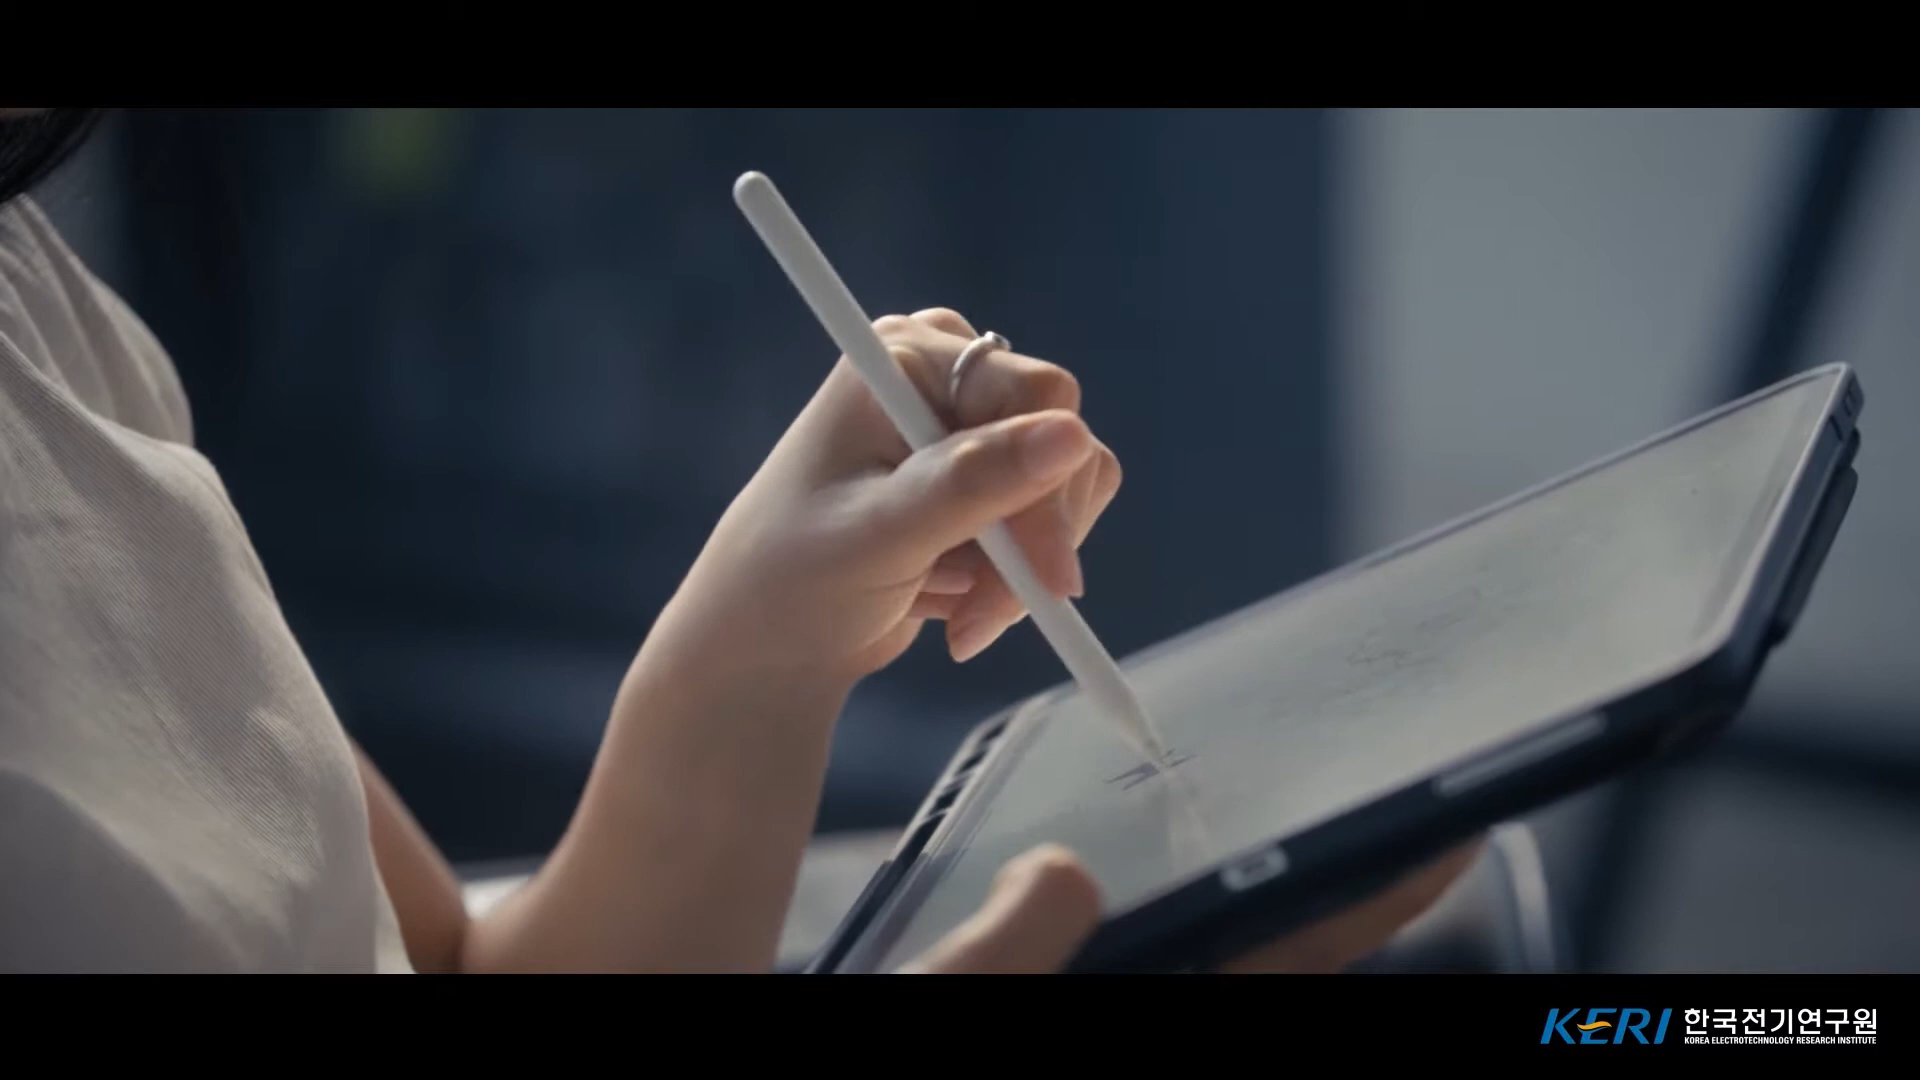 KERI 한국전기연구원
KOREA ELECTROTECHNOLOGY RESEARCH INSTITUTE